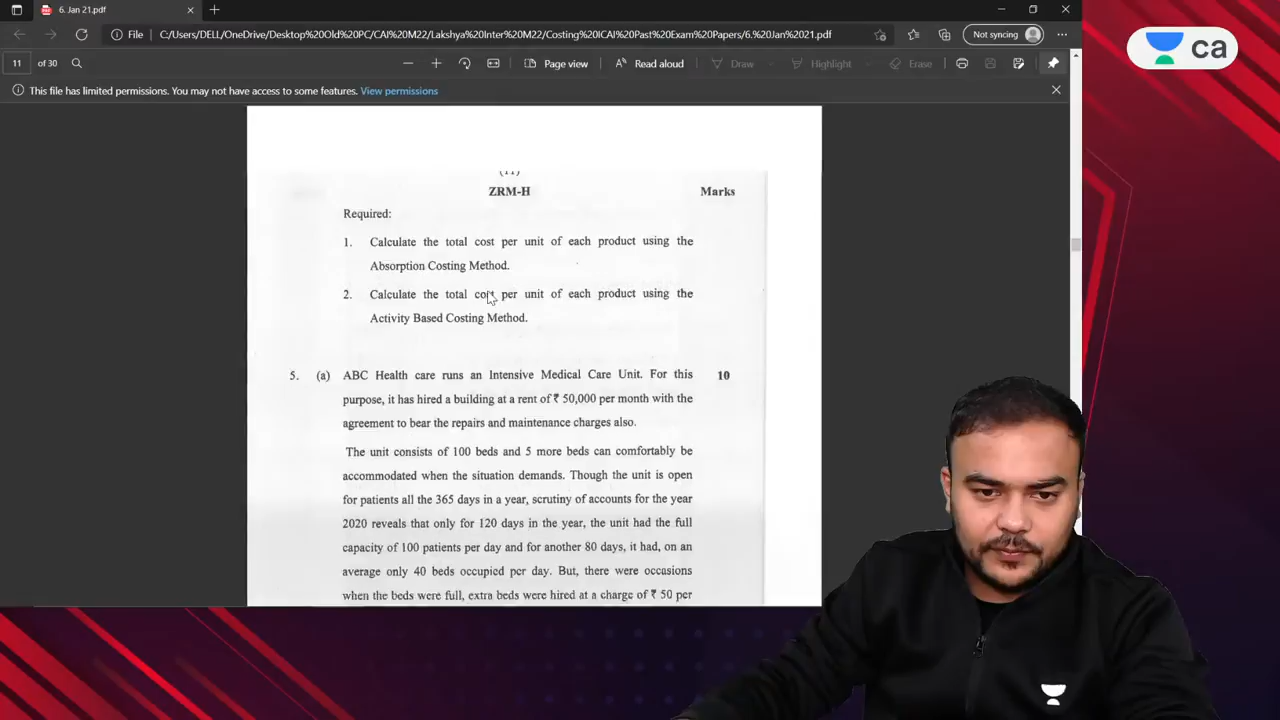 6. Jan 21.pdf
File
C:/Users/DELL/OneDrive/Desktop%20Old%20PC/CAI%20M22/Lakshya%20Inter%20M22/Costing%20ICAI%20Past%20Exam%20Papers/6.%20Jan%2021.pdf
Not syncing
ca
11 of 30
Page view
Read aloud
Draw
Highlight
Erase
This file has limited permissions. You may not have access to some features. View permissions
(11)
ZRM-H Marks
Required:
1. Calculate the total cost per unit of each product using the
Absorption Costing Method.
2. Calculate the total cost per unit of each product using the
Activity Based Costing Method.
5. (a) ABC Health care runs an Intensive Medical Care Unit. For this 10
purpose, it has hired a building at a rent of ₹ 50,000 per month with the
agreement to bear the repairs and maintenance charges also.
The unit consists of 100 beds and 5 more beds can comfortably be
accommodated when the situation demands. Though the unit is open
for patients all the 365 days in a year, scrutiny of accounts for the year
2020 reveals that only for 120 days in the year, the unit had the full
capacity of 100 patients per day and for another 80 days, it had, on an
average only 40 beds occupied per day. But, there were occasions
when the beds were full, extra beds were hired at a charge of ₹ 50 per